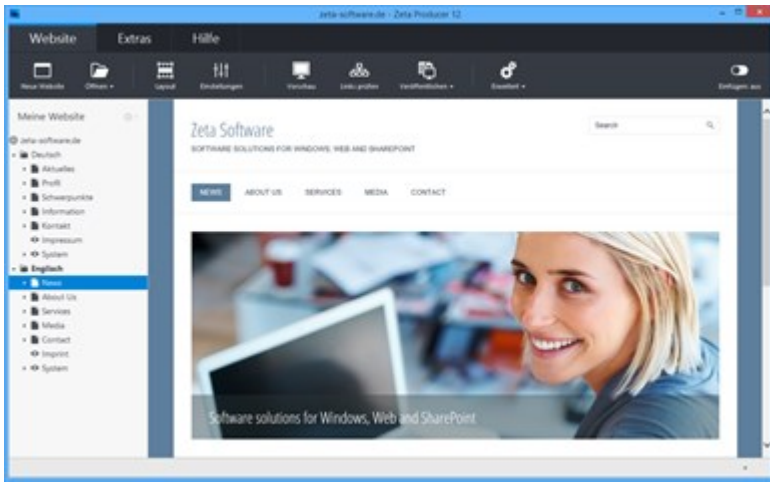 zeta-software.de - Zeta Producer 12
Website Extras Hilfe
Neue Website Öffnen Layout Einstellungen Vorschau Links prüfen Veröffentlichen Erweitert Einfügen aus
Meine Website
zeta-software.de
Deutsch
Aktuelles
Profil
Schwerpunkte
Information
Kontakt
Impressum
System
Englisch
News
About Us
Services
Media
Contact
Imprint
System
Zeta Software
SOFTWARE SOLUTIONS FOR WINDOWS, WEB AND SHAREPOINT
Search
NEWS ABOUT US SERVICES MEDIA CONTACT
Software solutions for Windows, Web and SharePoint